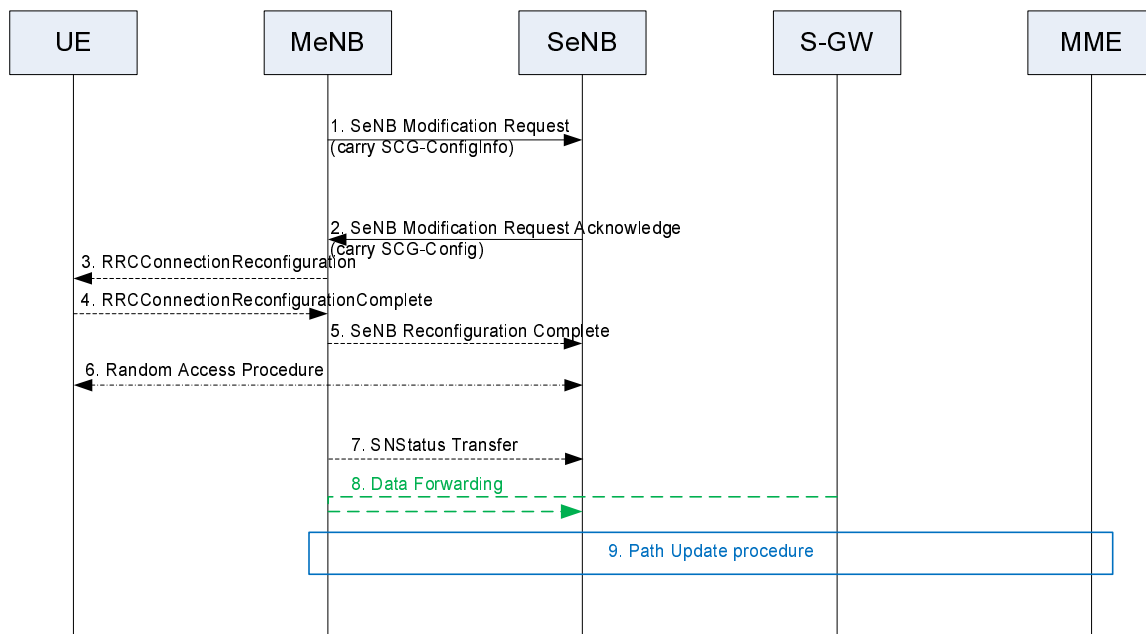 UE
MeNB
SeNB
S-GW
MME
1. SeNB Modification Request
(carry SCG-ConfigInfo)
2. SeNB Modification Request Acknowledge
(carry SCG-Config)
3. RRCConnectionReconfiguration
4. RRCConnectionReconfigurationComplete
5. SeNB Reconfiguration Complete
6. Random Access Procedure
7. SNStatus Transfer
8. Data Forwarding
9. Path Update procedure